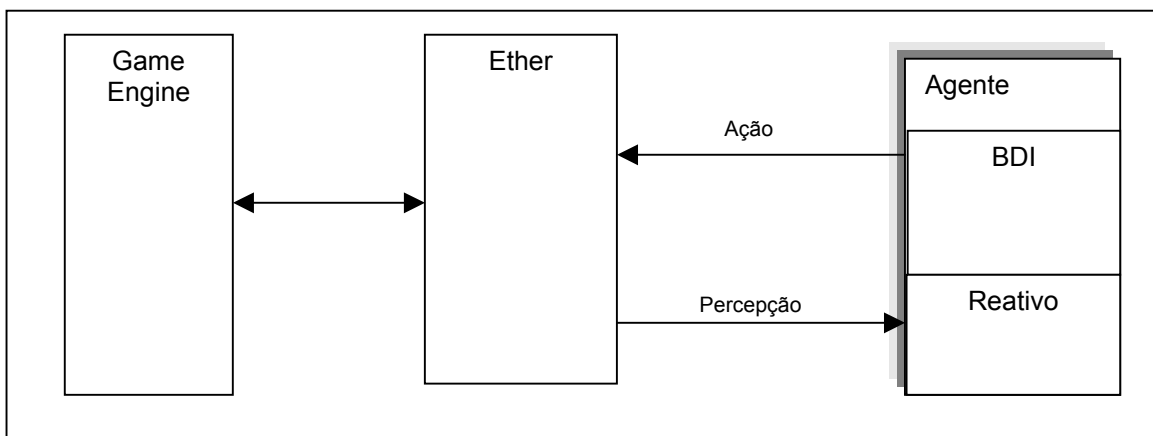 Game
Engine
Ether
Agente
Ação
BDI
Percepção
Reativo